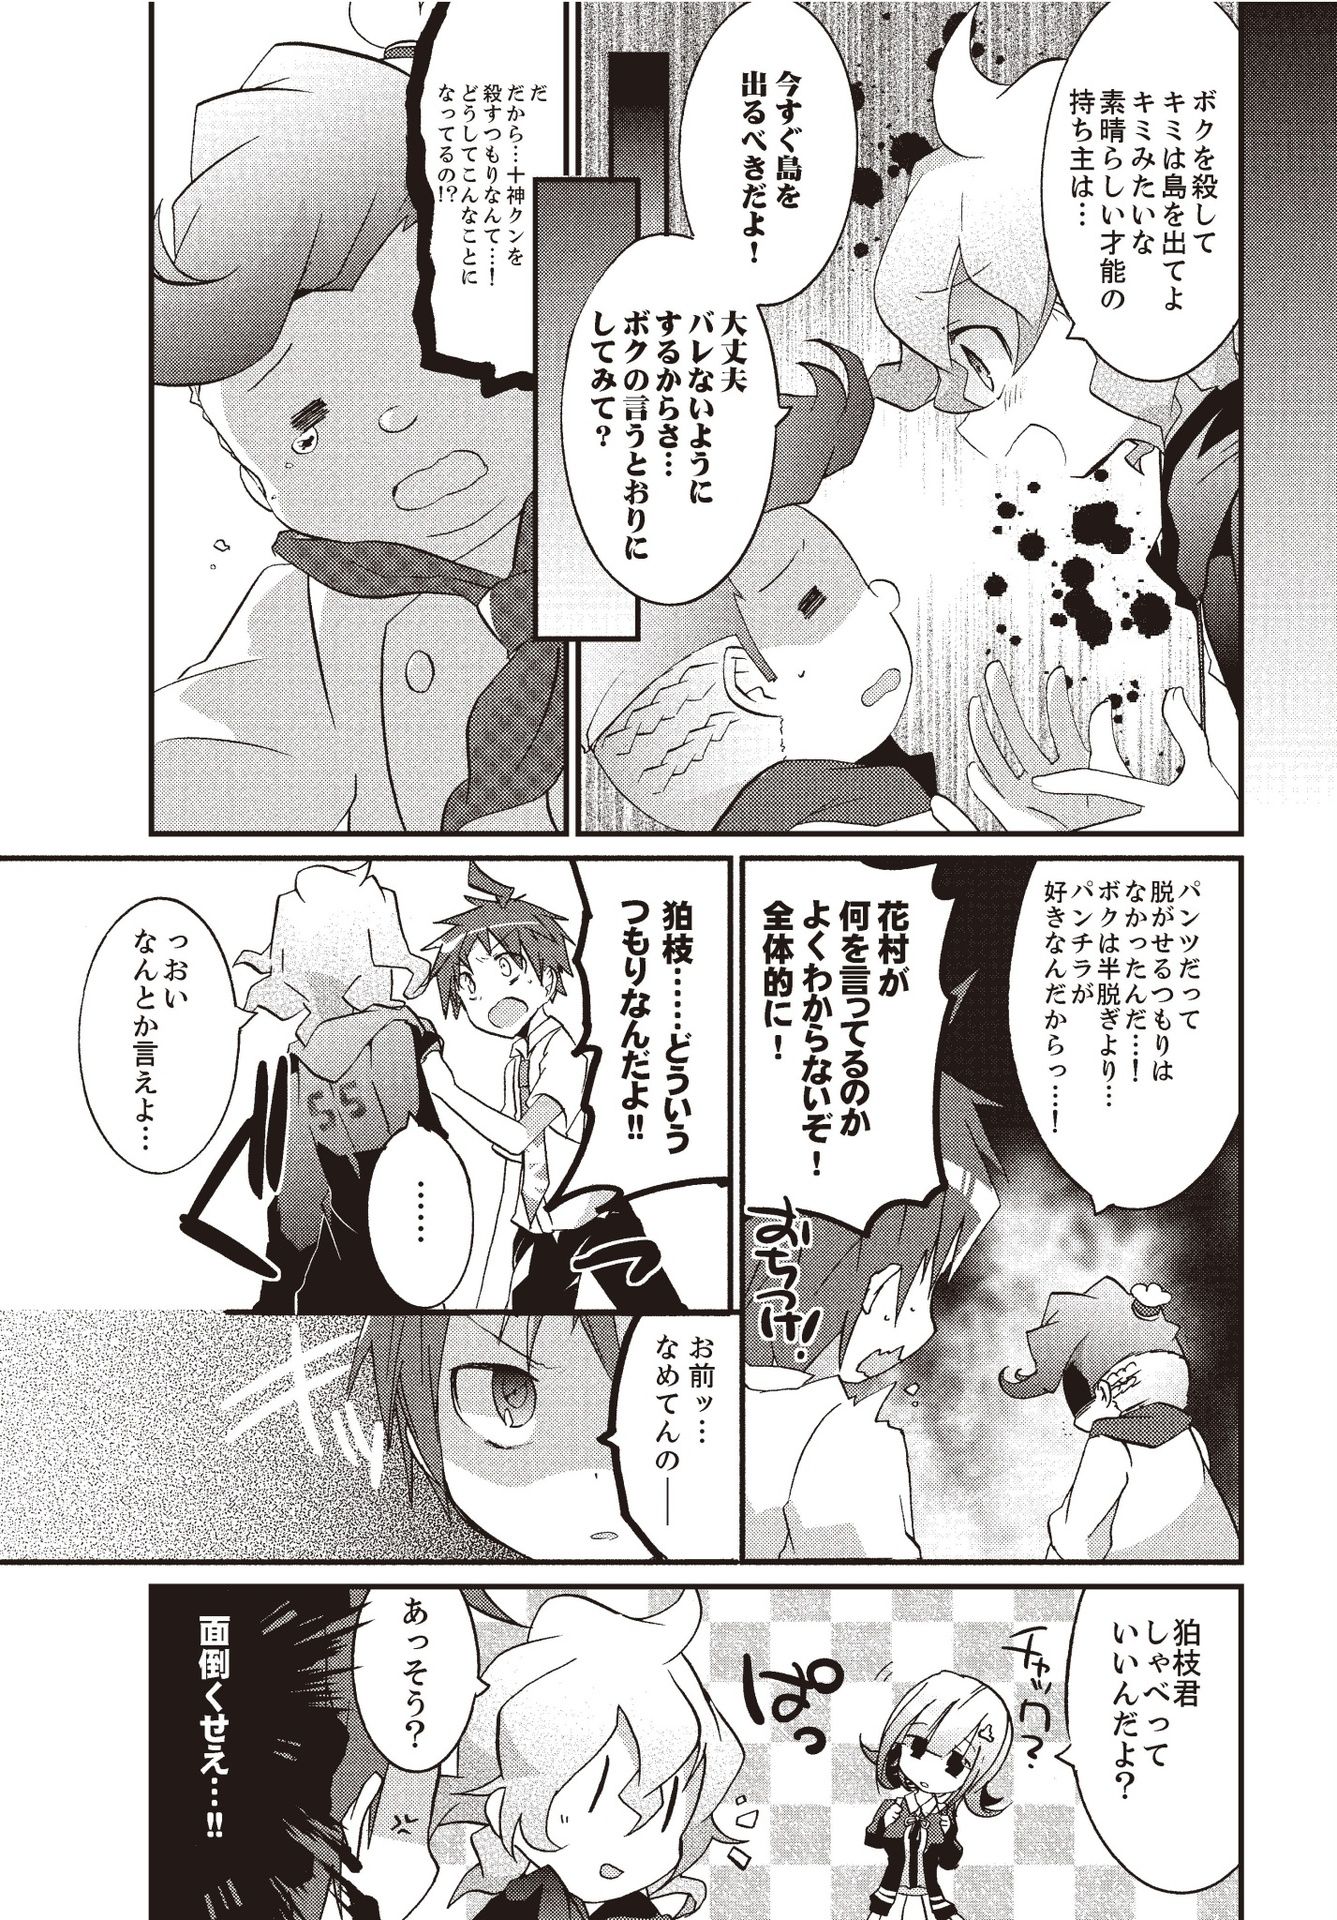 ボクを殺して
キミは島を出てよ
キミみたいな
素晴らしい才能の
持ち主は…
今すぐ島を
出るべきだよ！
大丈夫
バレないように
するからさ…
ボクの言うとおりに
してみて？
だ
だから…十神クンを
殺すつもりなんて…！
どうしてこんなことに
なってるの!?
パンツだって
脱がせるつもりは
なかったんだ…！
ボクは半脱ぎより…
パンチラが
好きなんだからっ…！
花村が
何を言ってるのか
よくわからないぞ！
全体的に！
おちつけ！
狛枝……どういう
つもりなんだよ!!
……
っおい
なんとか言えよ…
55
お前ッ…
なめてんの――
ギッ
狛枝君
しゃべって
いいんだよ？
チャック？
ぱっ
あっそう？
面倒くせえ…!!